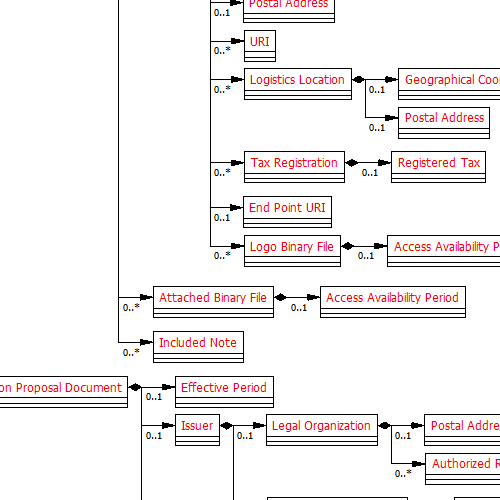 Postal Address
0..1
URI
0..*
Logistics Location
0..*
Geographical Coo
0..1
Postal Address
0..1
Tax Registration
0..*
Registered Tax
0..1
End Point URI
0..1
Logo Binary File
0..*
Access Availability P
0..1
Attached Binary File
0..*
Access Availability Period
0..1
Included Note
0..*
on Proposal Document
Effective Period
0..1
Issuer
0..1
Legal Organization
0..1
Postal Addre
0..1
Authorized R
0..*